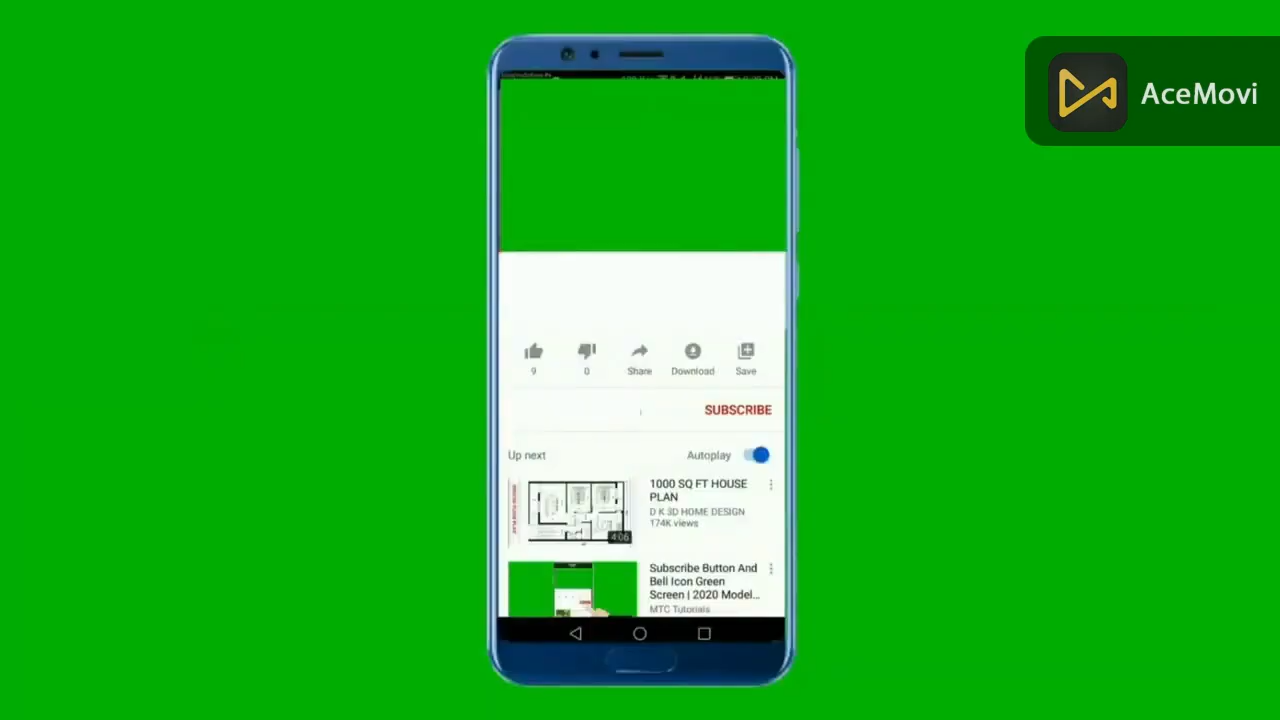 AceMovi
9
0
Share
Download
Save
SUBSCRIBE
Up next
Autoplay
1000 SQ FT HOUSE
PLAN
D K 3D HOME DESIGN
174K views
4:06
Subscribe Button And
Bell Icon Green
Screen | 2020 Model...
MTC Tutorials